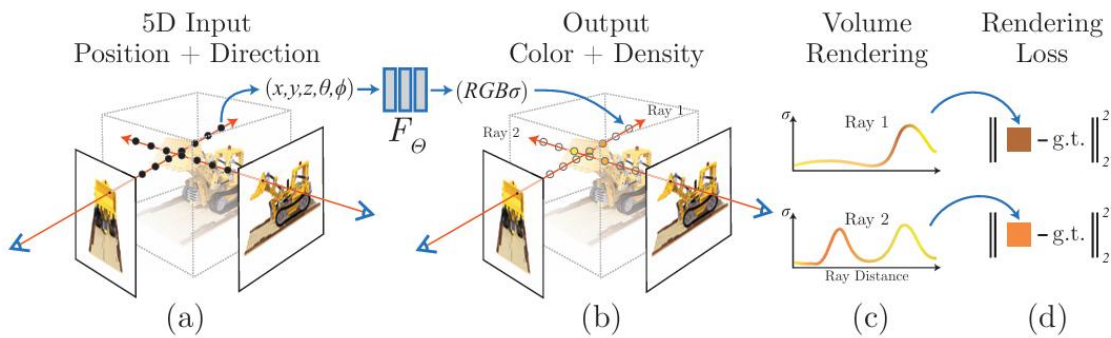 5D Input
Position + Direction
Output
Color + Density
Volume
Rendering
Rendering
Loss
(x,y,z,θ,ϕ)
F_Θ
(RGBσ)
Ray 1
Ray 2
σ
Ray 1
‖ - g.t. ‖₂²
σ
Ray 2
Ray Distance
‖ - g.t. ‖₂²
(a)
(b)
(c)
(d)